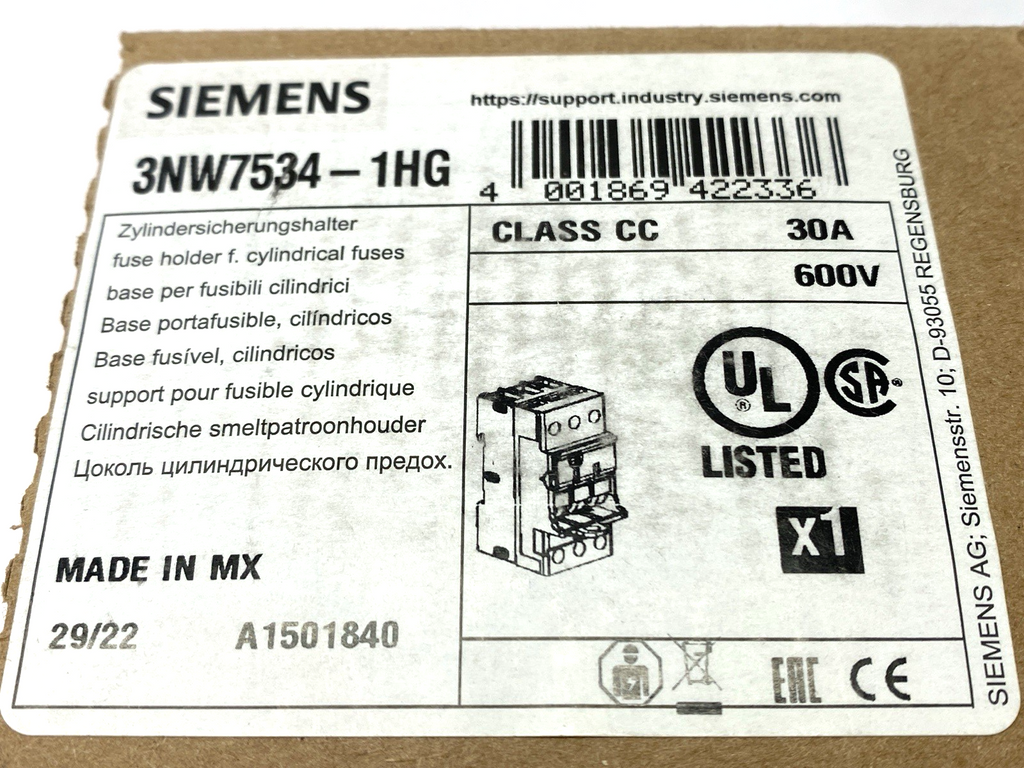 SIEMENS
https://support.industry.siemens.com
3NW7534-1HG
4 001869 422336
Zylindersicherungshalter
fuse holder f. cylindrical fuses
base per fusibili cilindrici
Base portafusible, cilíndricos
Base fusível, cilindricos
support pour fusible cylindrique
Cilindrische smeltpatroonhouder
Цоколь цилиндрического предох.
CLASS CC 30A
600V
UL
®
LISTED
SA
®
X1
MADE IN MX
29/22 A1501840
EAC CE
SIEMENS AG; Siemensstr. 10; D-93055 REGENSBURG